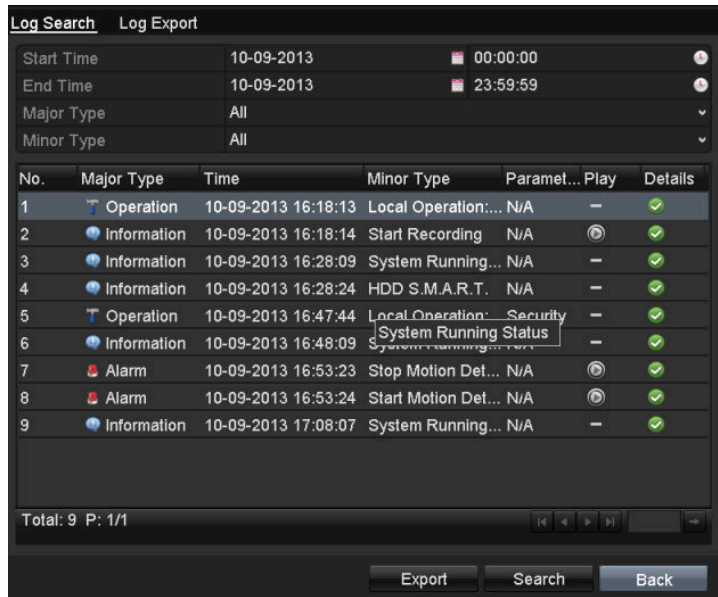 Log Search Log Export
Start Time 10-09-2013 00:00:00
End Time 10-09-2013 23:59:59
Major Type All
Minor Type All
No. Major Type Time Minor Type Paramet... Play Details
1 Operation 10-09-2013 16:18:13 Local Operation:... N/A –
2 Information 10-09-2013 16:18:14 Start Recording N/A
3 Information 10-09-2013 16:28:09 System Running... N/A –
4 Information 10-09-2013 16:28:24 HDD S.M.A.R.T. N/A –
5 Operation 10-09-2013 16:47:44 Local Operation: Security –
System Running Status
6 Information 10-09-2013 16:48:09 System Running... N/A –
7 Alarm 10-09-2013 16:53:23 Stop Motion Det... N/A
8 Alarm 10-09-2013 16:53:24 Start Motion Det... N/A
9 Information 10-09-2013 17:08:07 System Running... N/A –
Total: 9 P: 1/1
Export Search Back